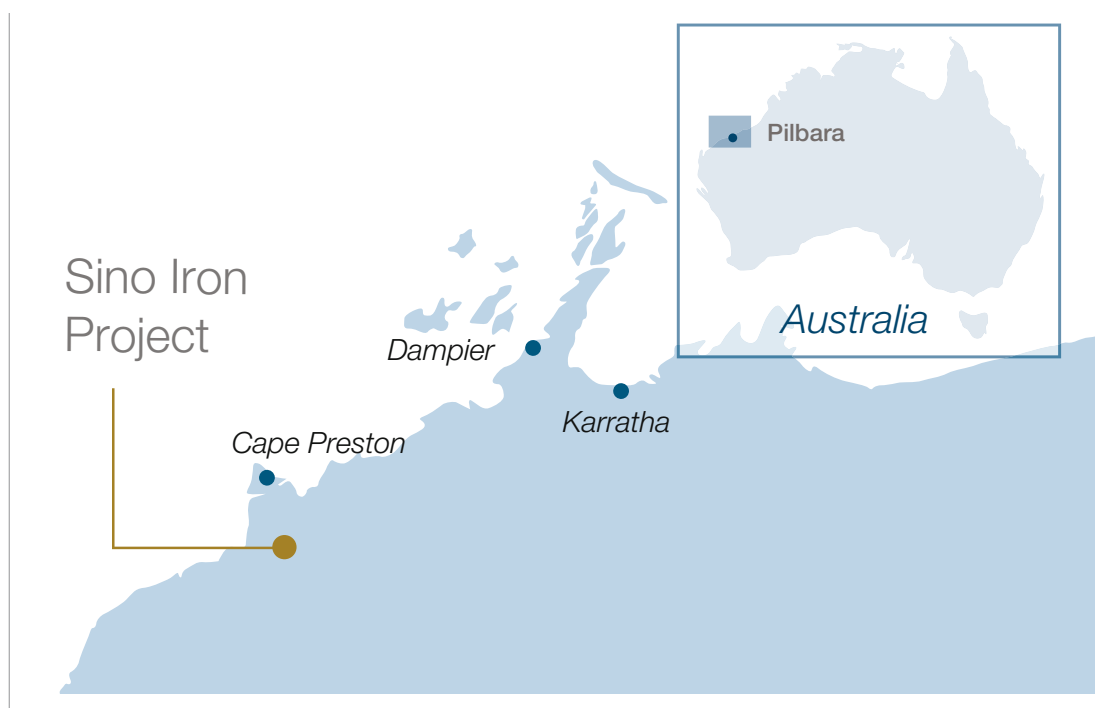 Pilbara
Australia
Sino Iron
Project
Dampier
Karratha
Cape Preston